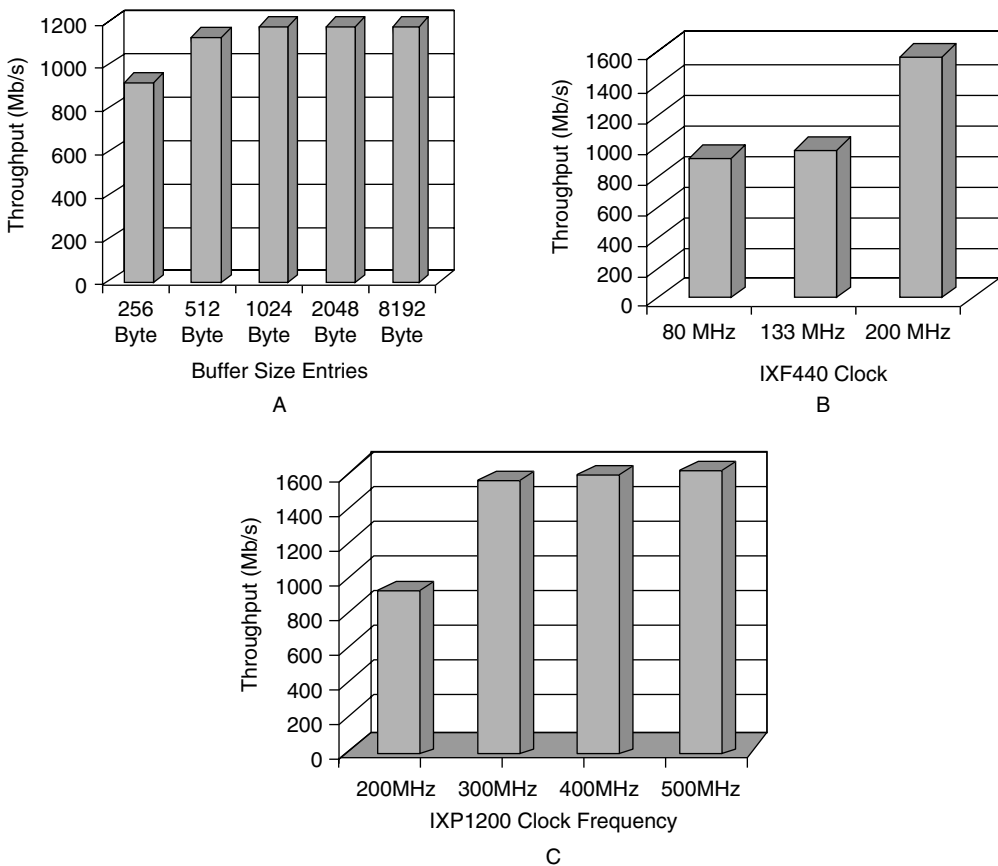 Throughput (Mb/s)
1200
1000
800
600
400
200
0
256 Byte
512 Byte
1024 Byte
2048 Byte
8192 Byte
Buffer Size Entries
A
Throughput (Mb/s)
1600
1400
1200
1000
800
600
400
200
0
80 MHz 133 MHz 200 MHz
IXF440 Clock
B
Throughput (Mb/s)
1600
1400
1200
1000
800
600
400
200
0
200MHz 300MHz 400MHz 500MHz
IXP1200 Clock Frequency
C